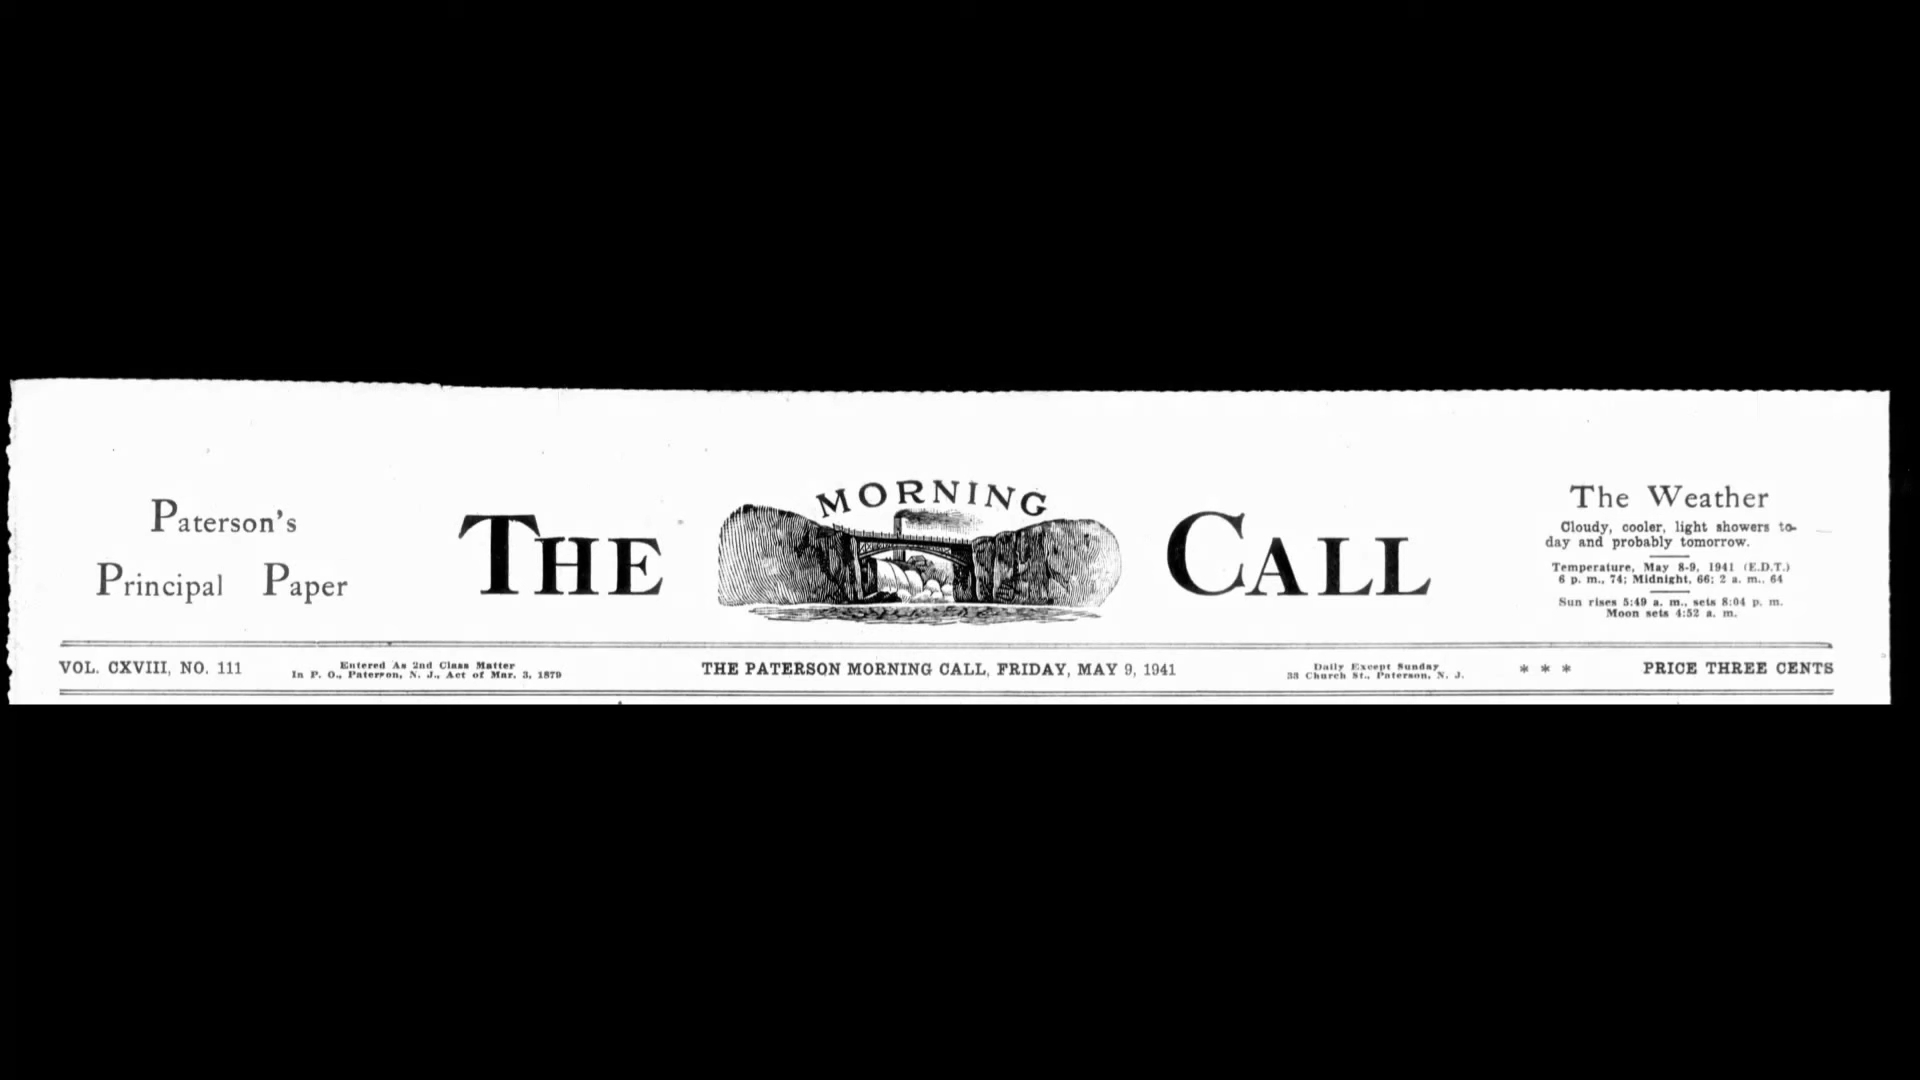 Paterson's
Principal Paper
THE MORNING CALL
The Weather
Cloudy, cooler, light showers to-
day and probably tomorrow.
Temperature, May 8-9, 1941 (E.D.T.)
6 p. m., 74; Midnight, 66; 2 a. m., 64
Sun rises 5:49 a. m., sets 8:04 p. m.
Moon sets 4:52 a. m.
VOL. CXVIII, NO. 111
Entered As 2nd Class Matter
In P. O., Paterson, N. J., Act of Mar. 3, 1879
THE PATERSON MORNING CALL, FRIDAY, MAY 9, 1941
Daily Except Sunday
33 Church St., Paterson, N. J.
* * *
PRICE THREE CENTS